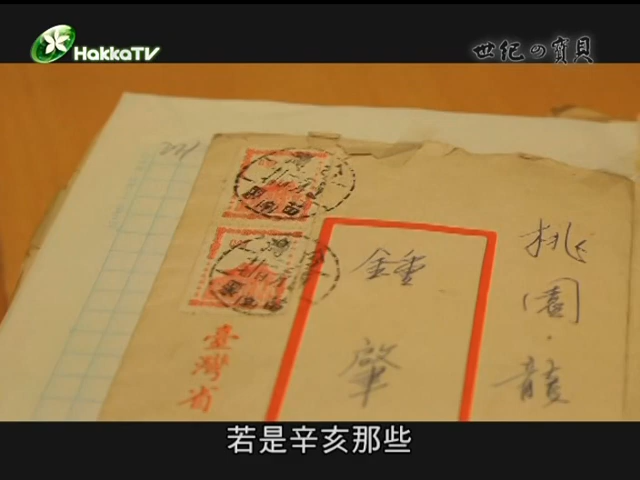 HakkaTV
世紀の寶貝
桃園·龍
鍾肇
臺灣省
若是辛亥那些